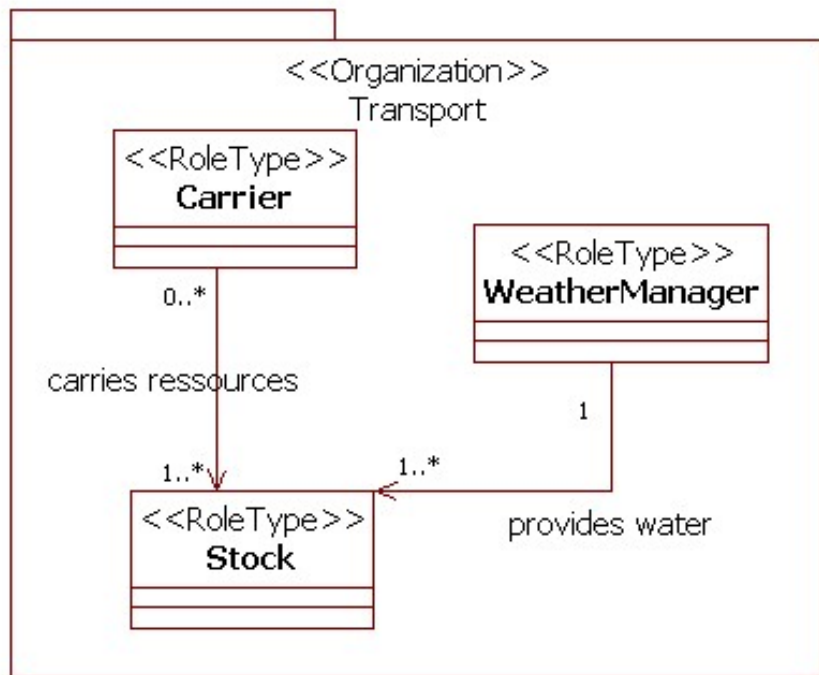 <<Organization>>
Transport
<<RoleType>>
Carrier
<<RoleType>>
WeatherManager
0..*
carries ressources
1
1..*
1..*
<<RoleType>>
Stock
provides water